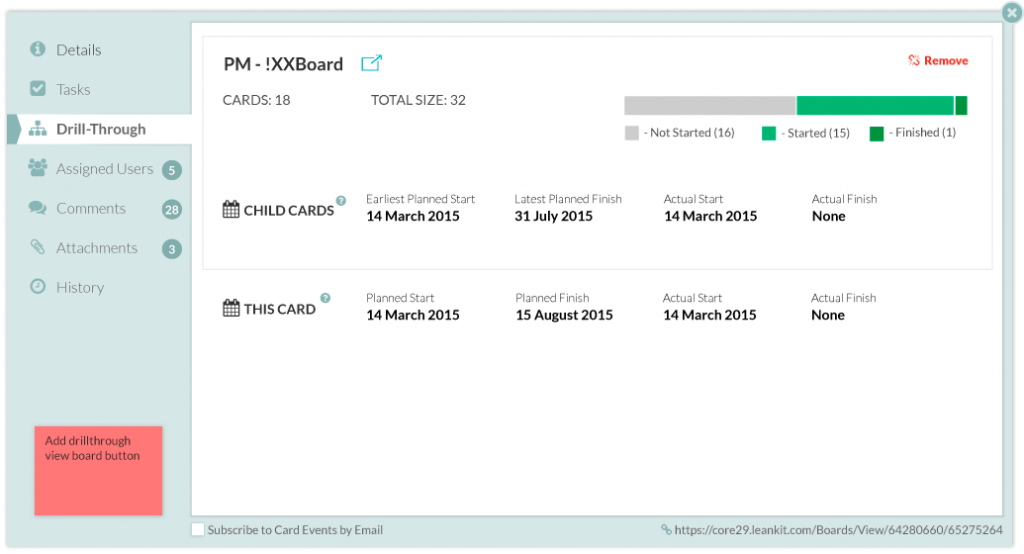 Details
Tasks
Drill-Through
Assigned Users 5
Comments 28
Attachments 3
History
Add drillthrough
view board button
PM - !XXBoard
Remove
CARDS: 18 TOTAL SIZE: 32
- Not Started (16) - Started (15) - Finished (1)
CHILD CARDS ?
Earliest Planned Start Latest Planned Finish Actual Start Actual Finish
14 March 2015 31 July 2015 14 March 2015 None
THIS CARD ?
Planned Start Planned Finish Actual Start Actual Finish
14 March 2015 15 August 2015 14 March 2015 None
Subscribe to Card Events by Email
https://core29.leankit.com/Boards/View/64280660/65275264